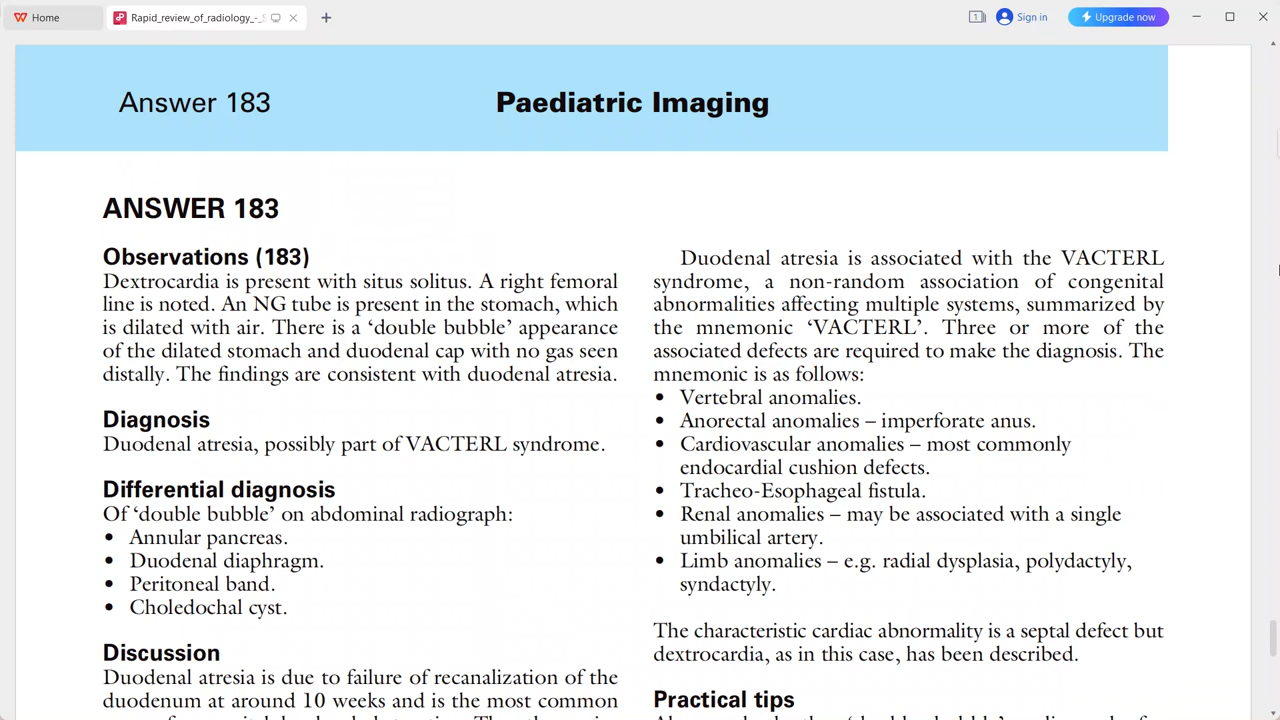 Home
Rapid_review_of_radiology_-_S
Sign in
Upgrade now
Answer 183
Paediatric Imaging
ANSWER 183
Observations (183)
Dextrocardia is present with situs solitus. A right femoral
line is noted. An NG tube is present in the stomach, which
is dilated with air. There is a ‘double bubble’ appearance
of the dilated stomach and duodenal cap with no gas seen
distally. The findings are consistent with duodenal atresia.
Diagnosis
Duodenal atresia, possibly part of VACTERL syndrome.
Differential diagnosis
Of ‘double bubble’ on abdominal radiograph:
• Annular pancreas.
• Duodenal diaphragm.
• Peritoneal band.
• Choledochal cyst.
Discussion
Duodenal atresia is due to failure of recanalization of the
duodenum at around 10 weeks and is the most common
Duodenal atresia is associated with the VACTERL
syndrome, a non-random association of congenital
abnormalities affecting multiple systems, summarized by
the mnemonic ‘VACTERL’. Three or more of the
associated defects are required to make the diagnosis. The
mnemonic is as follows:
• Vertebral anomalies.
• Anorectal anomalies – imperforate anus.
• Cardiovascular anomalies – most commonly
endocardial cushion defects.
• Tracheo-Esophageal fistula.
• Renal anomalies – may be associated with a single
umbilical artery.
• Limb anomalies – e.g. radial dysplasia, polydactyly,
syndactyly.
The characteristic cardiac abnormality is a septal defect but
dextrocardia, as in this case, has been described.
Practical tips